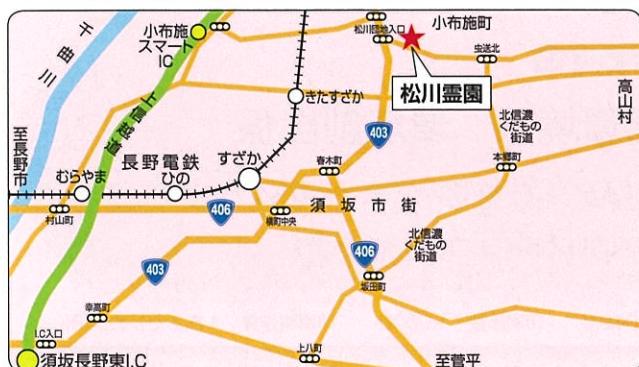 小布施
スマート
IC
松川団地入口
小布施町
虫送北
千曲川
上信越道
きたすざか
松川霊園
高山村
北信濃
くだもの
街道
403
至長野市
長野電鉄
すざか
むらやま
ひの
春木町
本郷町
村山町
406
横町中央
須坂市街
北信濃
くだもの
街道
403
406
坂田町
幸高町
I.C入口
須坂長野東I.C
上八町
至菅平